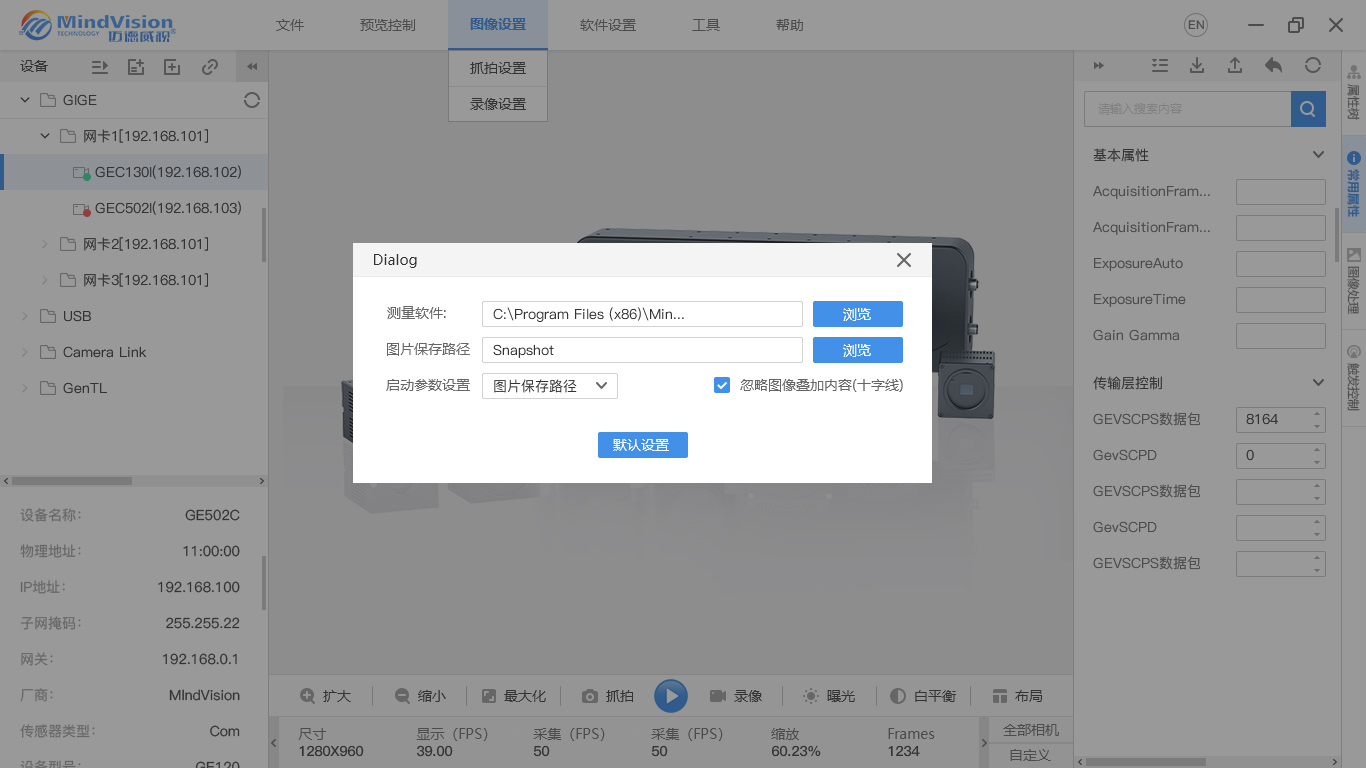 MindVision
TECHNOLOGY 迈德威视®
文件
预览控制
图像设置
软件设置
工具
帮助
EN
抓拍设置
录像设置
设备
GIGE
网卡1[192.168.101]
GEC130I(192.168.102)
GEC502I(192.168.103)
网卡2[192.168.101]
网卡3[192.168.101]
USB
Camera Link
GenTL
设备名称: GE502C
物理地址: 11:00:00
IP地址: 192.168.100
子网掩码: 255.255.22
网关: 192.168.0.1
厂商: MIndVision
传感器类型: Com
设备型号: GE120
Dialog
测量软件: C:\Program Files (x86)\Min... 浏览
图片保存路径 Snapshot 浏览
启动参数设置 图片保存路径 忽略图像叠加内容(十字线)
默认设置
扩大
缩小
最大化
抓拍
录像
曝光
白平衡
布局
尺寸
1280X960
显示（FPS）
39.00
采集（FPS）
50
采集（FPS）
50
缩放
60.23%
Frames
1234
全部相机
自定义
请输入搜索内容
基本属性
AcquisitionFram...
AcquisitionFram...
ExposureAuto
ExposureTime
Gain Gamma
传输层控制
GEVSCPS数据包 8164
GevSCPD 0
GEVSCPS数据包
GevSCPD
GEVSCPS数据包
属性树
常用属性
图像处理
触发控制